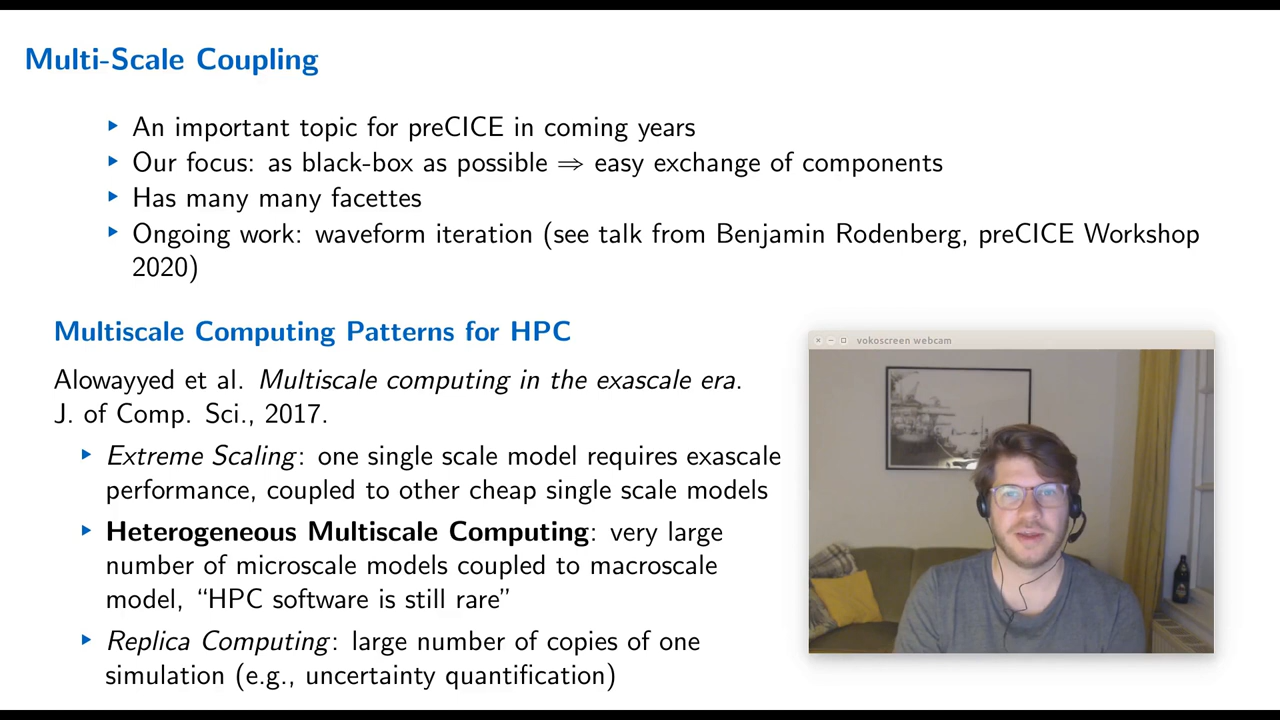 Multi-Scale Coupling
▸ An important topic for preCICE in coming years
▸ Our focus: as black-box as possible ⇒ easy exchange of components
▸ Has many many facettes
▸ Ongoing work: waveform iteration (see talk from Benjamin Rodenberg, preCICE Workshop
2020)
Multiscale Computing Patterns for HPC
Alowayyed et al. Multiscale computing in the exascale era.
J. of Comp. Sci., 2017.
▸ Extreme Scaling: one single scale model requires exascale
performance, coupled to other cheap single scale models
▸ Heterogeneous Multiscale Computing: very large
number of microscale models coupled to macroscale
model, “HPC software is still rare”
▸ Replica Computing: large number of copies of one
simulation (e.g., uncertainty quantification)
vokoscreen webcam